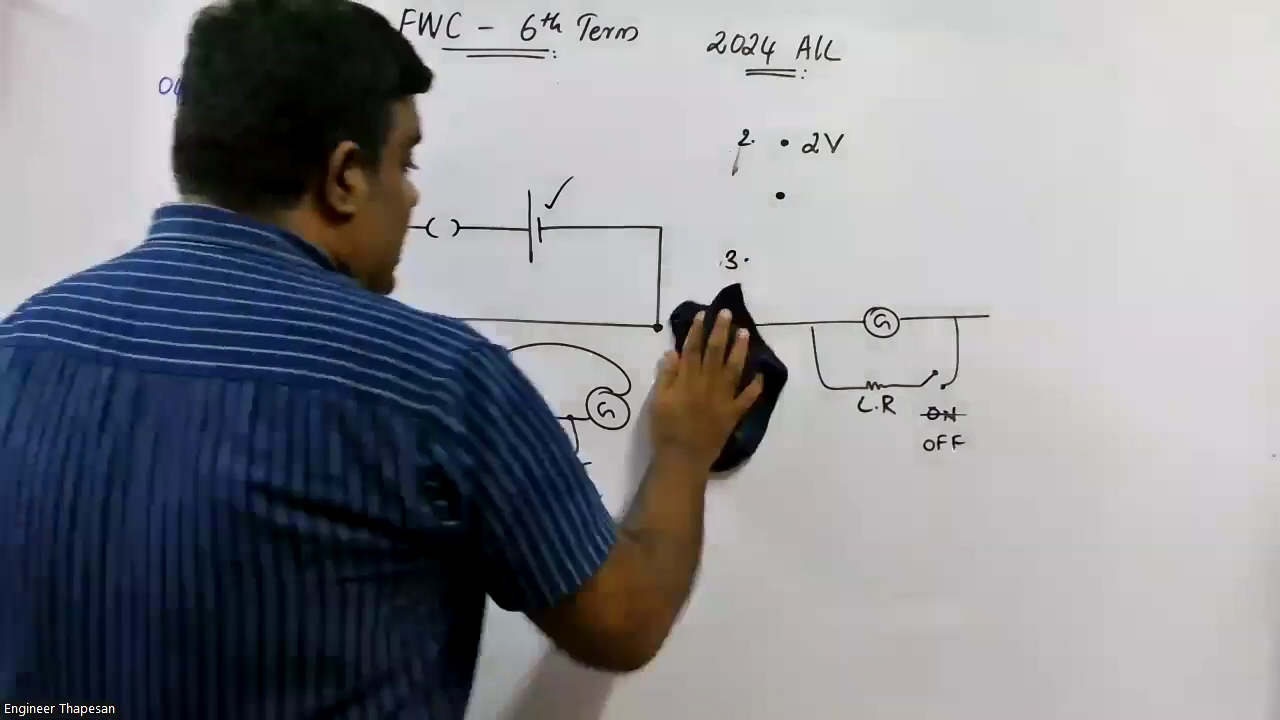 FWC - 6th Term
2024 A/L
2. • 2V
•
3.
G
G
L.R
ON
OFF
Engineer Thapesan